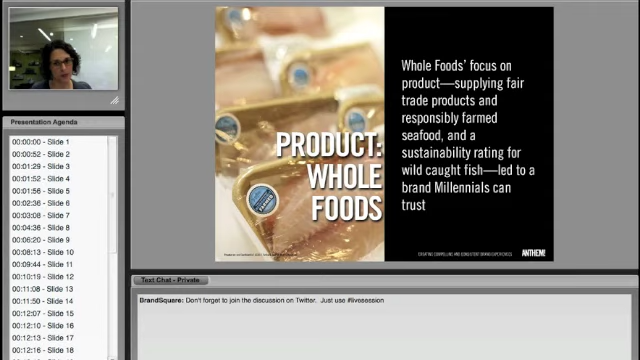 Presentation Agenda
00:00:00 - Slide 1
00:00:52 - Slide 2
00:01:29 - Slide 3
00:01:52 - Slide 4
00:01:56 - Slide 5
00:02:36 - Slide 6
00:03:08 - Slide 7
00:04:36 - Slide 8
00:06:20 - Slide 9
00:08:13 - Slide 10
00:09:44 - Slide 11
00:10:19 - Slide 12
00:11:08 - Slide 13
00:11:50 - Slide 14
00:12:07 - Slide 15
00:12:10 - Slide 16
00:12:13 - Slide 17
00:12:16 - Slide 18
PRODUCT:
WHOLE
FOODS
Whole Foods’ focus on
product—supplying fair
trade products and
responsibly farmed
seafood, and a
sustainability rating for
wild caught fish—led to a
brand Millennials can
trust
CREATING COMPELLING AND CONSISTENT BRAND EXPERIENCES
ANTHEM!
Text Chat - Private
BrandSquare: Don't forget to join the discussion on Twitter. Just use #livesession